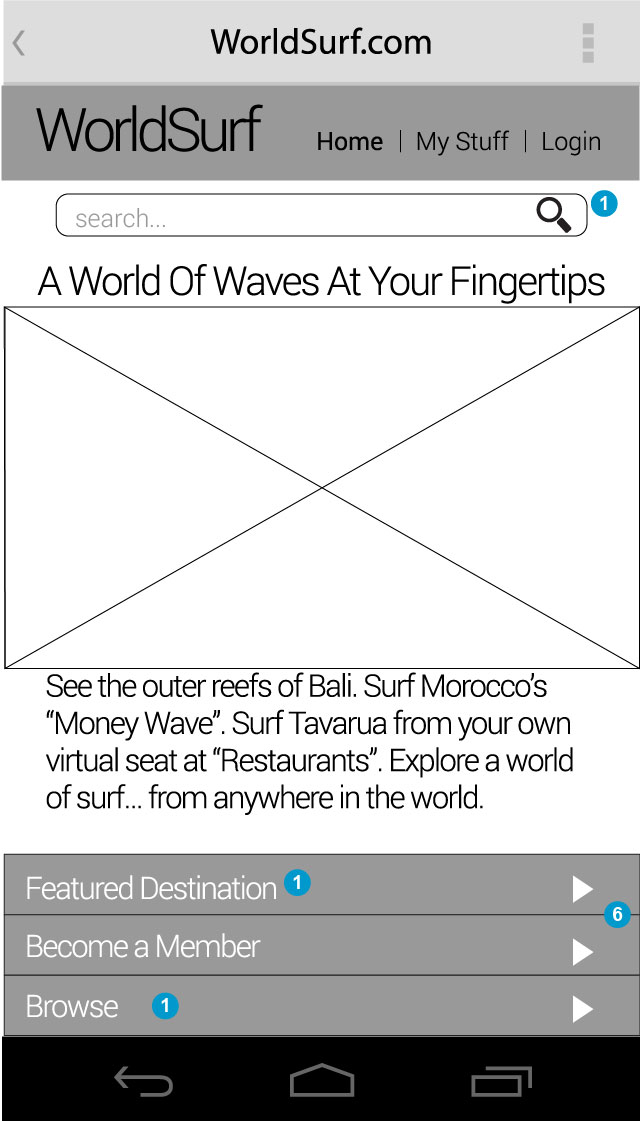 WorldSurf.com
WorldSurf
Home | My Stuff | Login
search...
1
A World Of Waves At Your Fingertips
See the outer reefs of Bali. Surf Morocco’s
“Money Wave”. Surf Tavarua from your own
virtual seat at “Restaurants”. Explore a world
of surf... from anywhere in the world.
Featured Destination 1
6
Become a Member
Browse 1